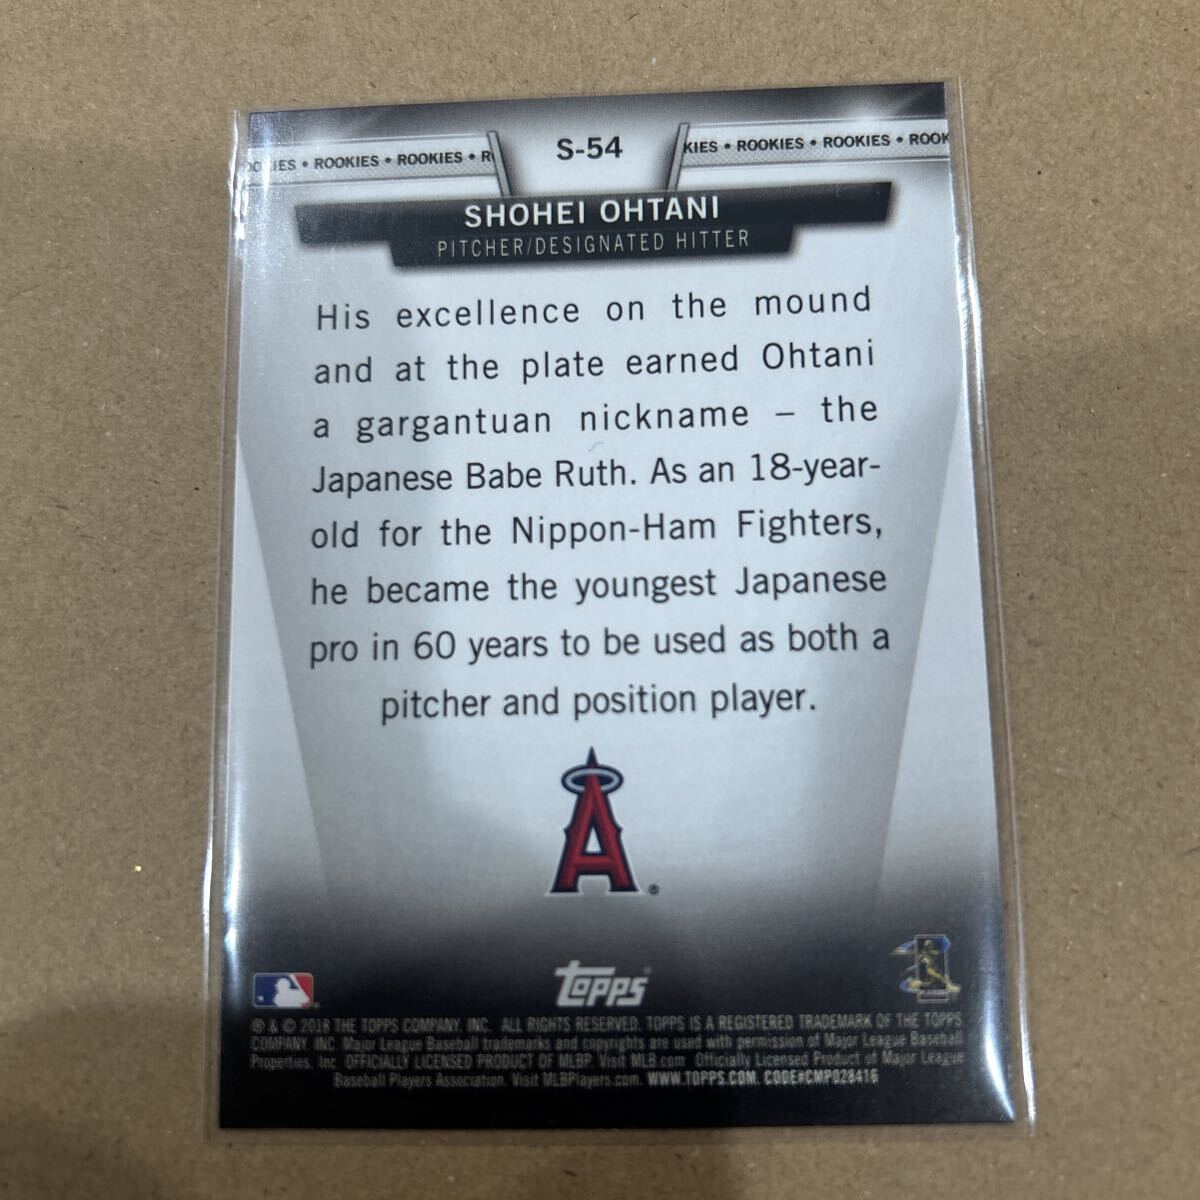 S-54
IES • ROOKIES • ROOKIES • R
KIES • ROOKIES • ROOKIES • ROOK
SHOHEI OHTANI
PITCHER/DESIGNATED HITTER
His excellence on the mound
and at the plate earned Ohtani
a gargantuan nickname – the
Japanese Babe Ruth. As an 18-year-
old for the Nippon-Ham Fighters,
he became the youngest Japanese
pro in 60 years to be used as both a
pitcher and position player.
A ®
TOPPS
® & © 2018 THE TOPPS COMPANY, INC. ALL RIGHTS RESERVED. TOPPS IS A REGISTERED TRADEMARK OF THE TOPPS
COMPANY, INC. Major League Baseball trademarks and copyrights are used with permission of Major League Baseball
Properties, Inc. OFFICIALLY LICENSED PRODUCT OF MLBP. Visit MLB.com Officially Licensed Product of Major League
Baseball Players Association. Visit MLBPlayers.com. WWW.TOPPS.COM. CODE#CMP028416